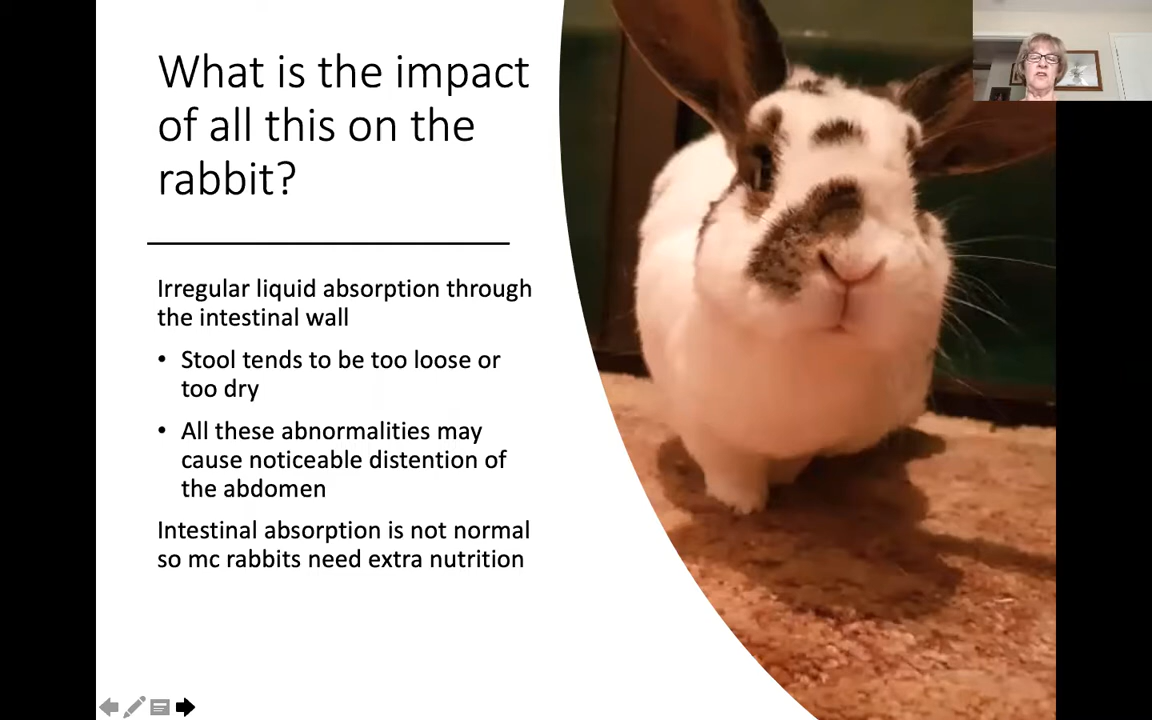 What is the impact
of all this on the
rabbit?
Irregular liquid absorption through
the intestinal wall
• Stool tends to be too loose or
too dry
• All these abnormalities may
cause noticeable distention of
the abdomen
Intestinal absorption is not normal
so mc rabbits need extra nutrition